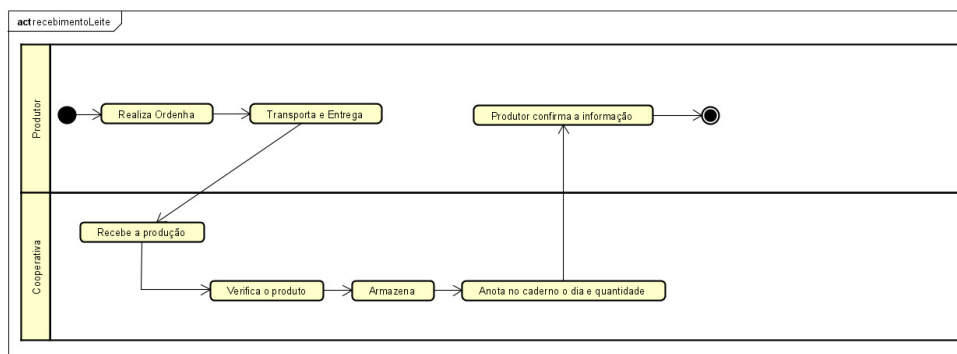 act recebimentoLeite
Produtor
Realiza Ordenha
Transporta e Entrega
Produtor confirma a informação
Cooperativa
Recebe a produção
Verifica o produto
Armazena
Anota no caderno o dia e quantidade